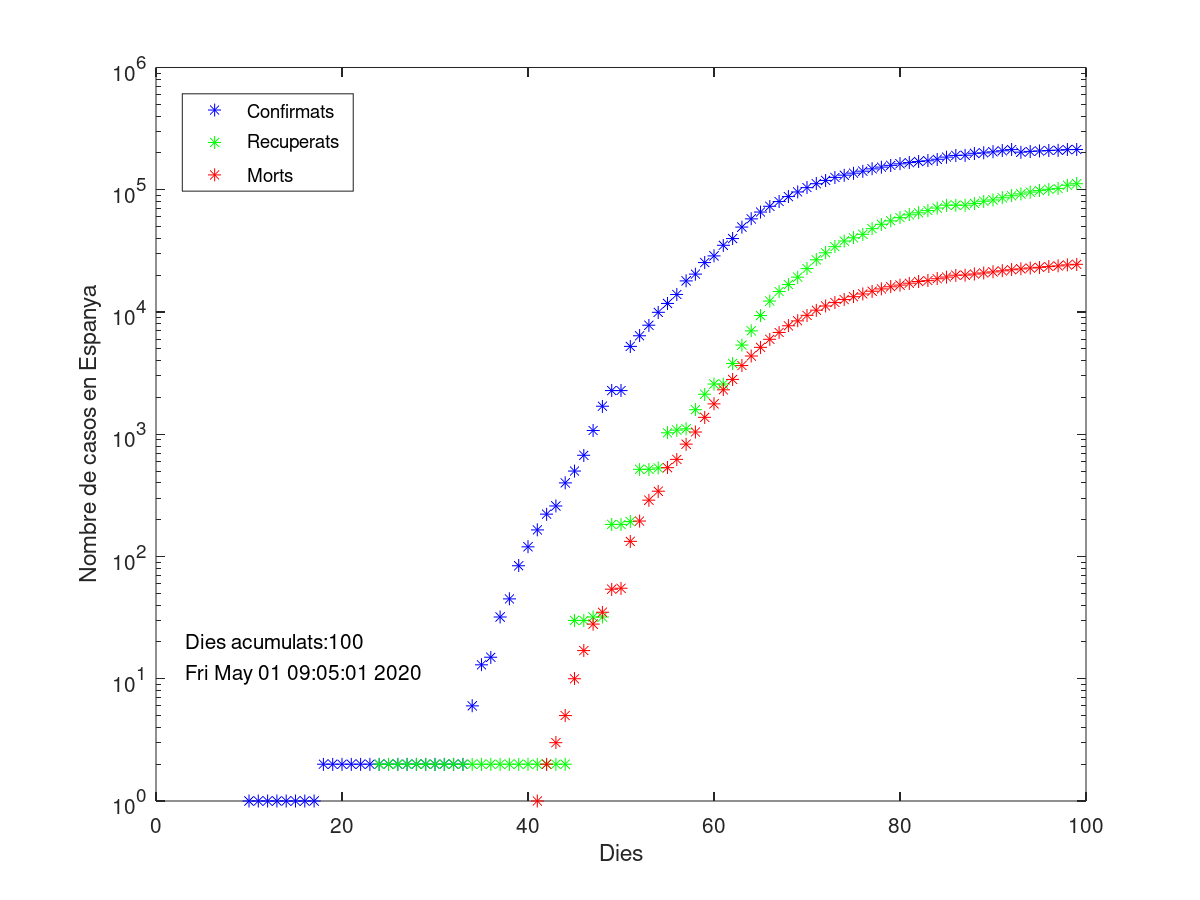 Confirmats
Recuperats
Morts
10^6
10^5
10^4
10^3
10^2
10^1
10^0
Nombre de casos en Espanya
Dies acumulats:100
Fri May 01 09:05:01 2020
0 20 40 60 80 100
Dies